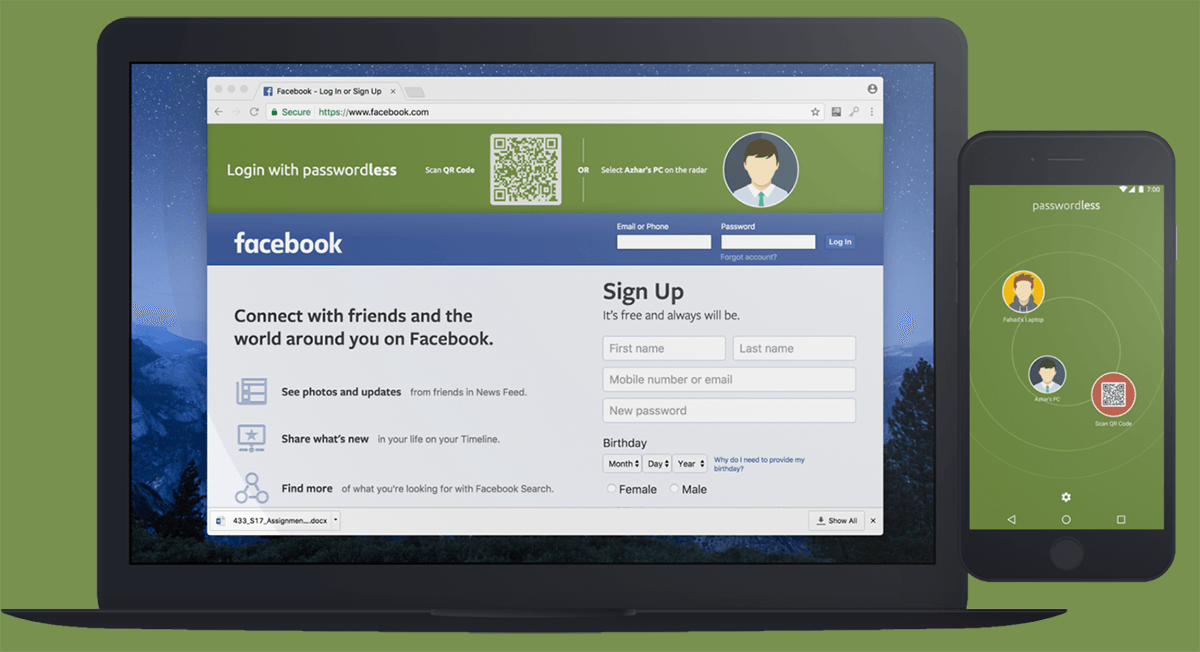 Facebook - Log In or Sign Up
Secure https://www.facebook.com
Login with passwordless
Scan QR Code
OR
Select Azhar's PC on the radar
facebook
Email or Phone
Password
Log In
Forgot account?
Connect with friends and the
world around you on Facebook.
See photos and updates from friends in News Feed.
Share what's new in your life on your Timeline.
Find more of what you're looking for with Facebook Search.
Sign Up
It's free and always will be.
First name
Last name
Mobile number or email
New password
Birthday
Month
Day
Year
Why do I need to provide my
birthday?
Female
Male
433_S17_Assignmen....docx
Show All
7:00
passwordless
Fahad's Laptop
Azhar's PC
Scan QR Code